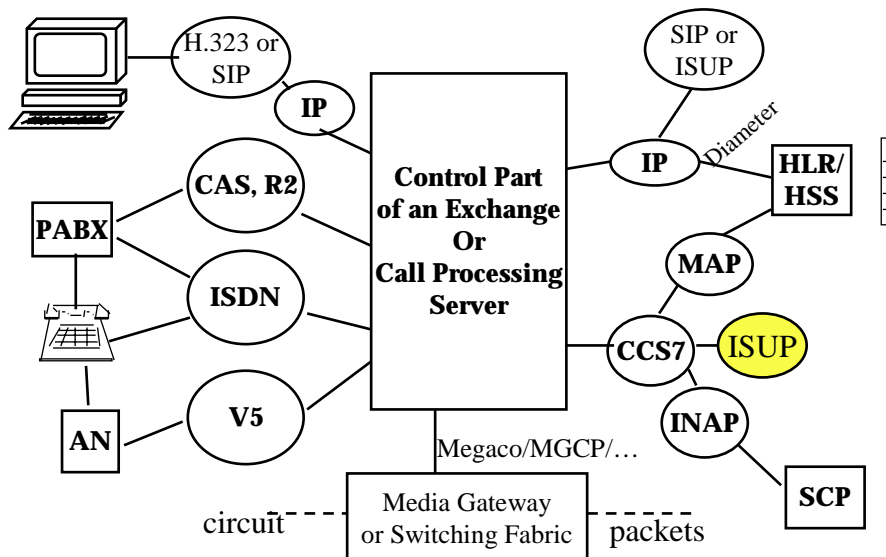 H.323 or
SIP
IP
SIP or
ISUP
IP
Diameter
HLR/
HSS
CAS, R2
Control Part
of an Exchange
Or
Call Processing
Server
PABX
MAP
ISDN
CCS7
ISUP
V5
AN
INAP
Megaco/MGCP/…
SCP
Media Gateway
or Switching Fabric
circuit
packets